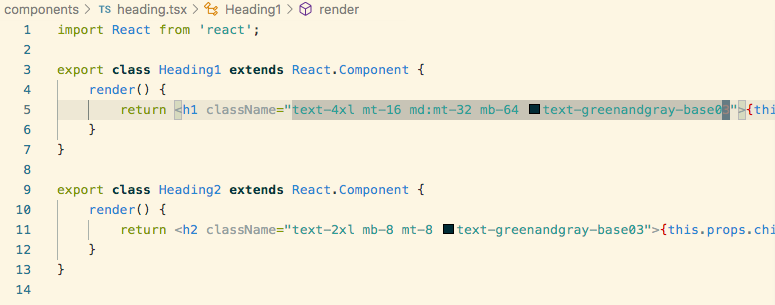 components > TS heading.tsx > Heading1 > render
1 import React from 'react';
2
3 export class Heading1 extends React.Component {
4 render() {
5 return <h1 className="text-4xl mt-16 md:mt-32 mb-64 text-greenandgray-base03">{thi
6 }
7 }
8
9 export class Heading2 extends React.Component {
10 render() {
11 return <h2 className="text-2xl mb-8 mt-8 text-greenandgray-base03">{this.props.chi
12 }
13 }
14